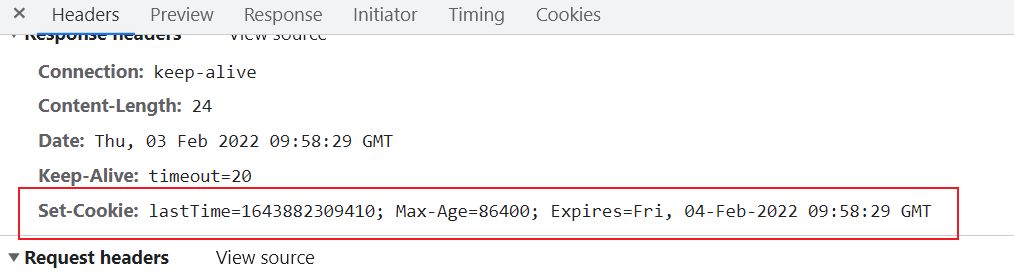 × Headers Preview Response Initiator Timing Cookies
▼ Response headers View source
Connection: keep-alive
Content-Length: 24
Date: Thu, 03 Feb 2022 09:58:29 GMT
Keep-Alive: timeout=20
Set-Cookie: lastTime=1643882309410; Max-Age=86400; Expires=Fri, 04-Feb-2022 09:58:29 GMT
▼ Request headers View source